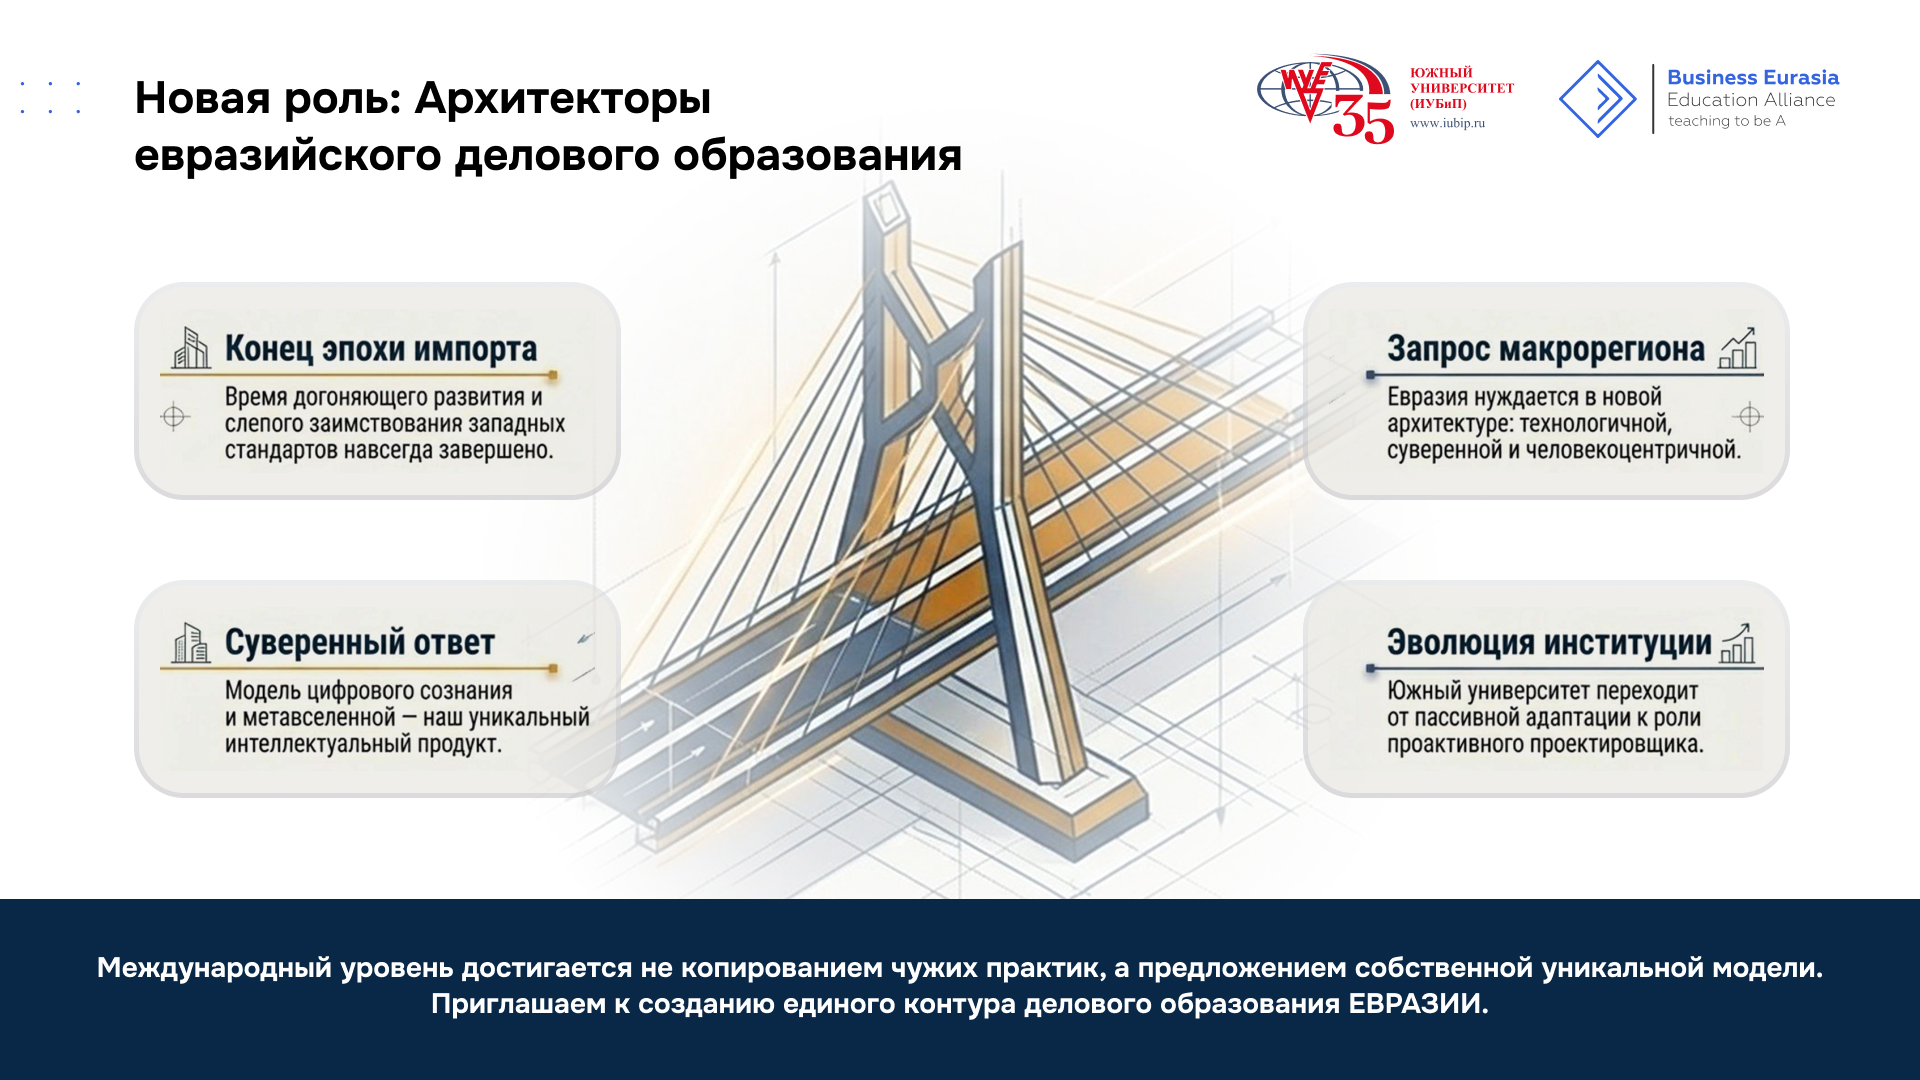 Новая роль: Архитекторы
евразийского делового образования
35
ЮЖНЫЙ
УНИВЕРСИТЕТ
(ИУБиП)
www.iubip.ru
Business Eurasia
Education Alliance
teaching to be A
Конец эпохи импорта
Время догоняющего развития и
слепого заимствования западных
стандартов навсегда завершено.
Запрос макрорегиона
Евразия нуждается в новой
архитектуре: технологичной,
суверенной и человекоцентричной.
Суверенный ответ
Модель цифрового сознания
и метавселенной — наш уникальный
интеллектуальный продукт.
Эволюция институции
Южный университет переходит
от пассивной адаптации к роли
проактивного проектировщика.
Международный уровень достигается не копированием чужих практик, а предложением собственной уникальной модели.
Приглашаем к созданию единого контура делового образования ЕВРАЗИИ.